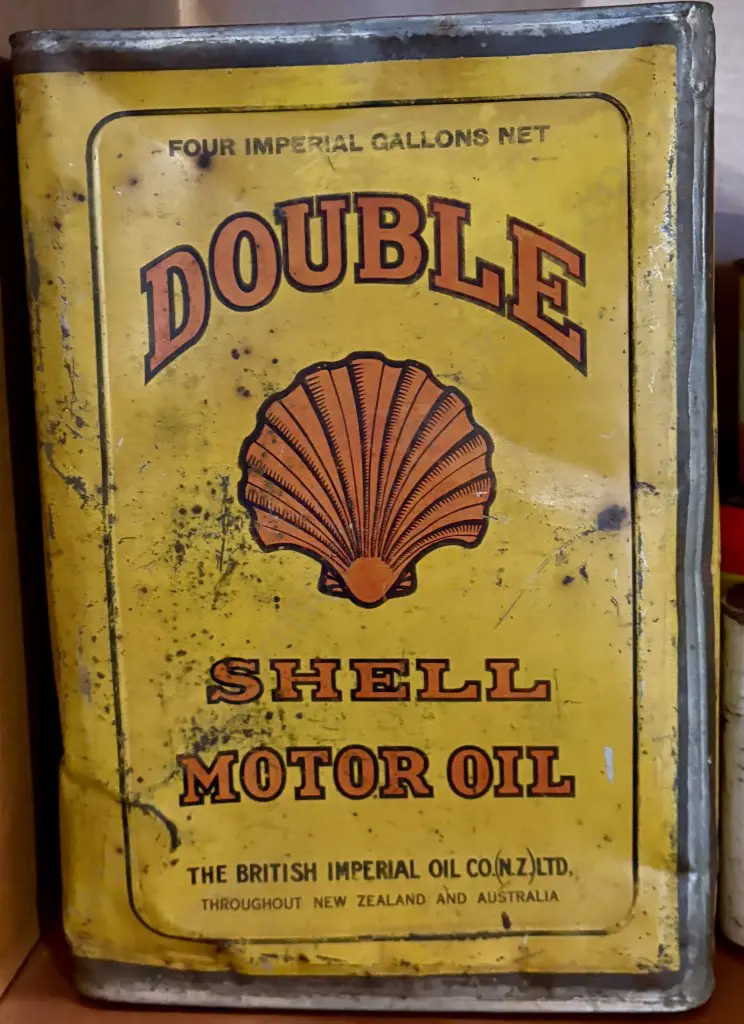 FOUR IMPERIAL GALLONS NET
DOUBLE
SHELL
MOTOR OIL
THE BRITISH IMPERIAL OIL CO.(N.Z)LTD.
THROUGHOUT NEW ZEALAND AND AUSTRALIA